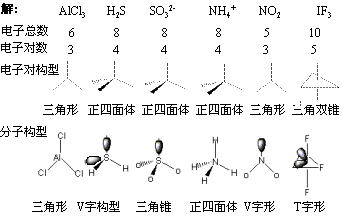 解: AlCl3 H2S SO3²⁻ NH4⁺ NO2 IF3
电子总数 6 8 8 8 5 10
电子对数 3 4 4 4 3 5
电子对构型
三角形 正四面体 正四面体 正四面体 三角形 三角双锥
分子构型
Cl Al Cl Cl
S H H
S O O O
H N H H H
N O O
F I F F
三角形 V字构型 三角锥 正四面体 V字形 T字形